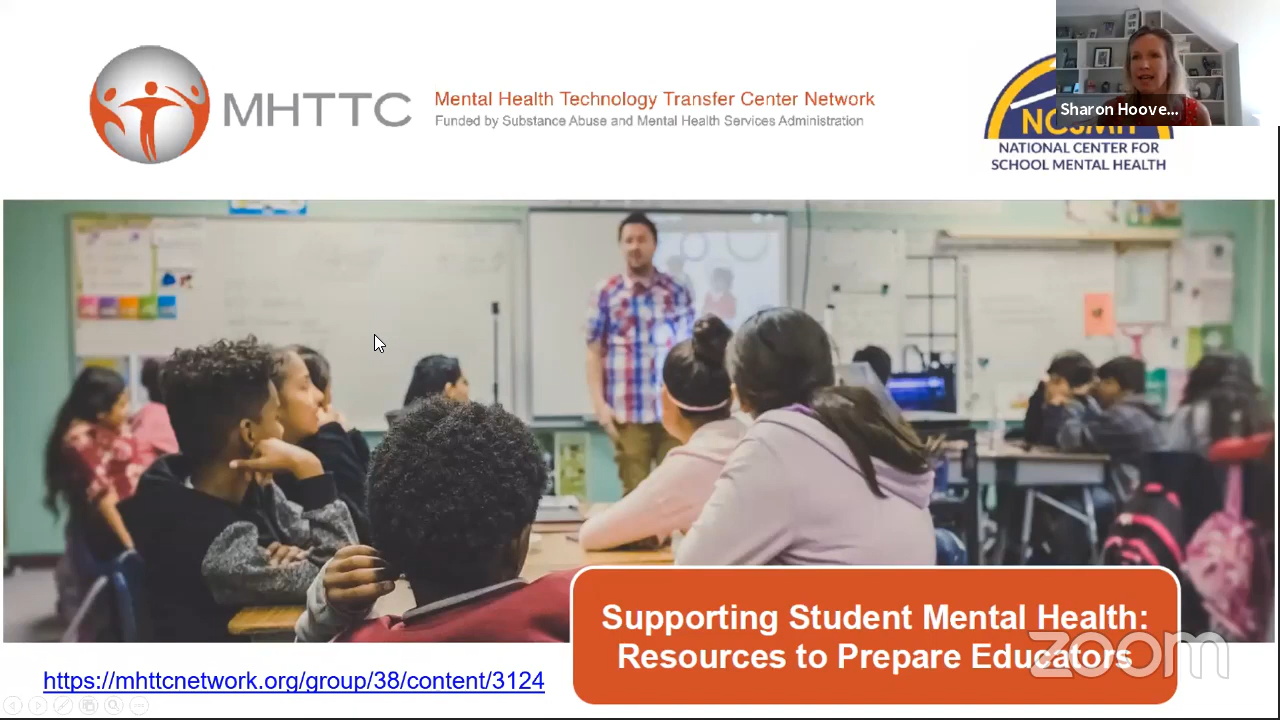 MHTTC
Mental Health Technology Transfer Center Network
Funded by Substance Abuse and Mental Health Services Administration
Sharon Hoove...
NCSMH
NATIONAL CENTER FOR
SCHOOL MENTAL HEALTH
Supporting Student Mental Health:
Resources to Prepare Educators
zoom
https://mhttcnetwork.org/group/38/content/3124